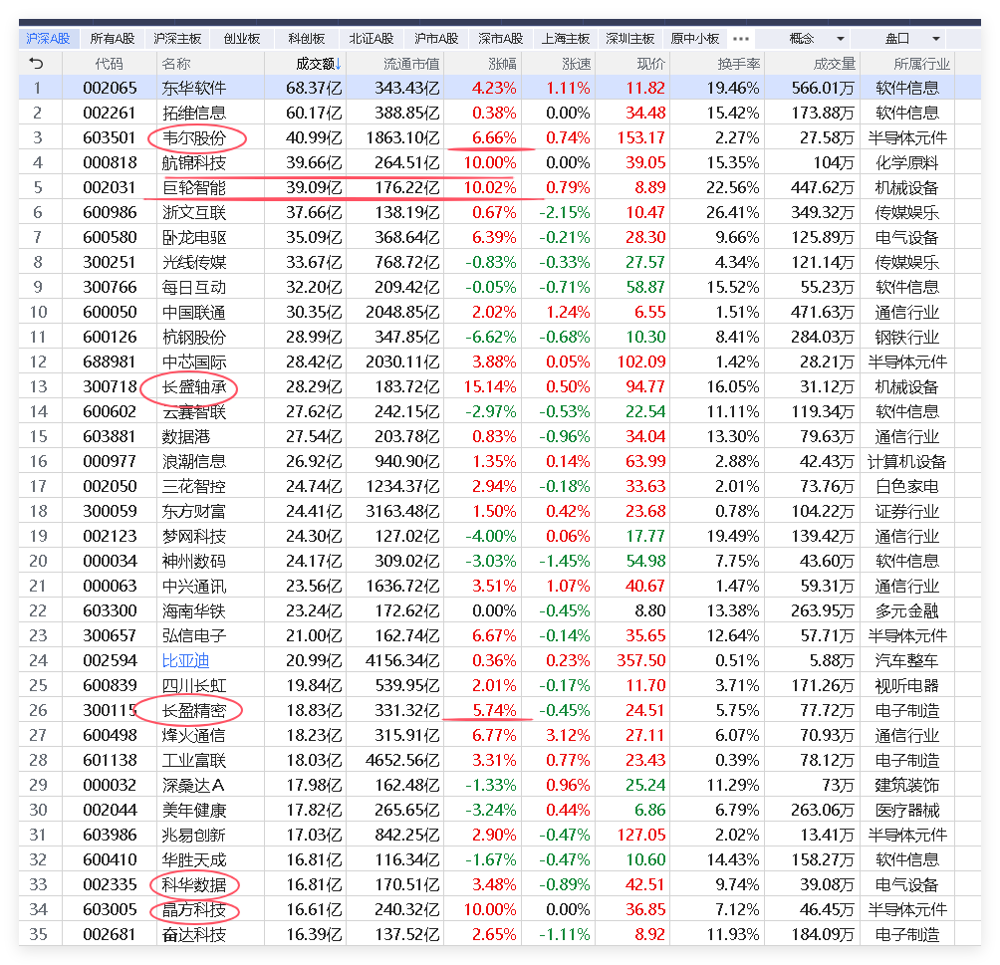 沪深A股 所有A股 沪深主板 创业板 科创板 北证A股 沪市A股 深市A股 上海主板 深圳主板 原中小板 ••• 概念 盘口
代码 名称 成交额↓ 流通市值 涨幅 涨速 现价 换手率 成交量 所属行业
1 002065 东华软件 68.37亿 343.43亿 4.23% 1.11% 11.82 19.46% 566.01万 软件信息
2 002261 拓维信息 60.17亿 388.85亿 0.38% 0.00% 34.48 15.42% 173.88万 软件信息
3 603501 韦尔股份 40.99亿 1863.10亿 6.66% 0.74% 153.17 2.27% 27.58万 半导体元件
4 000818 航锦科技 39.66亿 264.51亿 10.00% 0.00% 39.05 15.35% 104万 化学原料
5 002031 巨轮智能 39.09亿 176.22亿 10.02% 0.79% 8.89 22.56% 447.62万 机械设备
6 600986 浙文互联 37.66亿 138.19亿 0.67% -2.15% 10.47 26.41% 349.32万 传媒娱乐
7 600580 卧龙电驱 35.09亿 368.64亿 6.39% -0.21% 28.30 9.66% 125.89万 电气设备
8 300251 光线传媒 33.67亿 768.72亿 -0.83% -0.33% 27.57 4.34% 121.14万 传媒娱乐
9 300766 每日互动 32.20亿 209.42亿 -0.05% -0.71% 58.87 15.52% 55.23万 软件信息
10 600050 中国联通 30.35亿 2048.85亿 2.02% 1.24% 6.55 1.51% 471.63万 通信行业
11 600126 杭钢股份 28.99亿 347.85亿 -6.62% -0.68% 10.30 8.41% 284.03万 钢铁行业
12 688981 中芯国际 28.42亿 2030.11亿 3.88% 0.05% 102.09 1.42% 28.21万 半导体元件
13 300718 长盛轴承 28.29亿 183.72亿 15.14% 0.50% 94.77 16.05% 31.12万 机械设备
14 600602 云赛智联 27.62亿 242.15亿 -2.97% -0.53% 22.54 11.11% 119.34万 软件信息
15 603881 数据港 27.54亿 203.78亿 0.83% -0.96% 34.04 13.30% 79.63万 通信行业
16 000977 浪潮信息 26.92亿 940.90亿 1.35% 0.14% 63.99 2.88% 42.43万 计算机设备
17 002050 三花智控 24.74亿 1234.37亿 2.94% -0.18% 33.63 2.01% 73.76万 白色家电
18 300059 东方财富 24.41亿 3163.48亿 1.50% 0.42% 23.68 0.78% 104.22万 证券行业
19 002123 梦网科技 24.30亿 127.02亿 -4.00% 0.06% 17.77 19.49% 139.42万 通信行业
20 000034 神州数码 24.17亿 309.02亿 -3.03% -1.45% 54.98 7.75% 43.60万 软件信息
21 000063 中兴通讯 23.56亿 1636.72亿 3.51% 1.07% 40.67 1.47% 59.31万 通信行业
22 603300 海南华铁 23.24亿 172.62亿 0.00% -0.45% 8.80 13.38% 263.95万 多元金融
23 300657 弘信电子 21.00亿 162.74亿 6.67% -0.14% 35.65 12.64% 57.71万 半导体元件
24 002594 比亚迪 20.99亿 4156.34亿 0.36% 0.23% 357.50 0.51% 5.88万 汽车整车
25 600839 四川长虹 19.84亿 539.95亿 2.01% -0.17% 11.70 3.71% 171.26万 视听电器
26 300115 长盈精密 18.83亿 331.32亿 5.74% -0.45% 24.51 5.75% 77.72万 电子制造
27 600498 烽火通信 18.23亿 315.91亿 6.77% 3.12% 27.11 6.07% 70.93万 通信行业
28 601138 工业富联 18.03亿 4652.56亿 3.31% 0.77% 23.43 0.39% 78.12万 电子制造
29 000032 深桑达A 17.98亿 162.48亿 -1.33% 0.96% 25.24 11.29% 73万 建筑装饰
30 002044 美年健康 17.82亿 265.65亿 -3.24% 0.44% 6.86 6.79% 263.06万 医疗器械
31 603986 兆易创新 17.03亿 842.25亿 2.90% -0.47% 127.05 2.02% 13.41万 半导体元件
32 600410 华胜天成 16.81亿 116.34亿 -1.67% -0.47% 10.60 14.43% 158.27万 软件信息
33 002335 科华数据 16.81亿 170.51亿 3.48% -0.89% 42.51 9.74% 39.08万 电气设备
34 603005 晶方科技 16.61亿 240.32亿 10.00% 0.00% 36.85 7.12% 46.45万 半导体元件
35 002681 奋达科技 16.39亿 137.52亿 2.65% -1.11% 8.92 11.93% 184.09万 电子制造